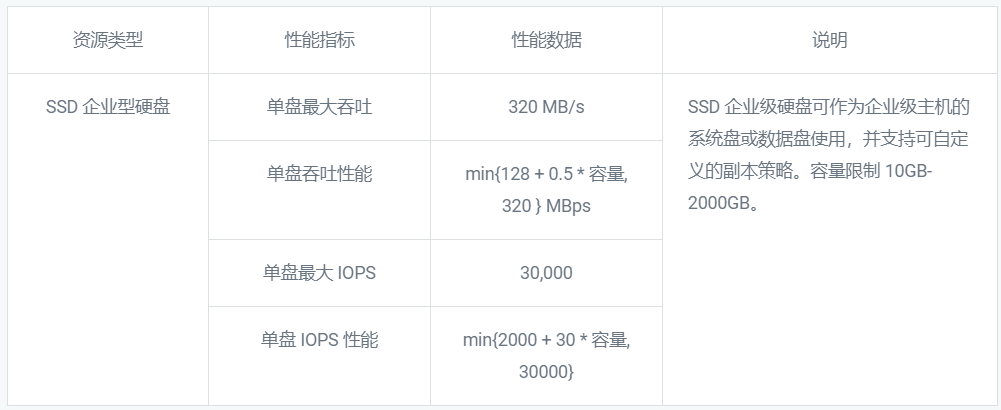 资源类型
性能指标
性能数据
说明
SSD 企业型硬盘
单盘最大吞吐
320 MB/s
SSD 企业级硬盘可作为企业级主机的
系统盘或数据盘使用，并支持可自定
义的副本策略。容量限制 10GB-
2000GB。
单盘吞吐性能
min{128 + 0.5 * 容量,
320 } MBps
单盘最大 IOPS
30,000
单盘 IOPS 性能
min{2000 + 30 * 容量,
30000}